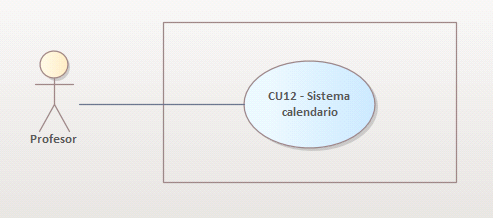 CU12 - Sistema
calendario
Profesor